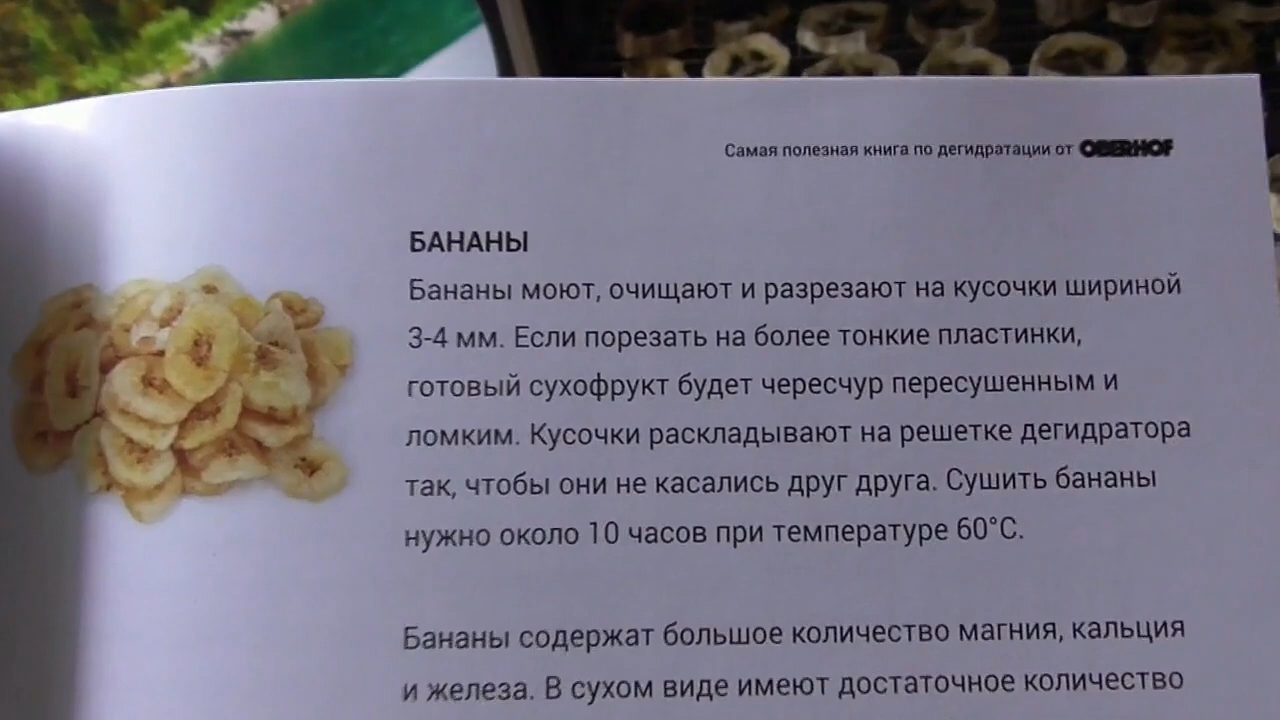 Самая полезная книга по дегидратации от OBERHOF
БАНАНЫ
Бананы моют, очищают и разрезают на кусочки шириной
3-4 мм. Если порезать на более тонкие пластинки,
готовый сухофрукт будет чересчур пересушенным и
ломким. Кусочки раскладывают на решетке дегидратора
так, чтобы они не касались друг друга. Сушить бананы
нужно около 10 часов при температуре 60°С.
Бананы содержат большое количество магния, кальция
и железа. В сухом виде имеют достаточное количество